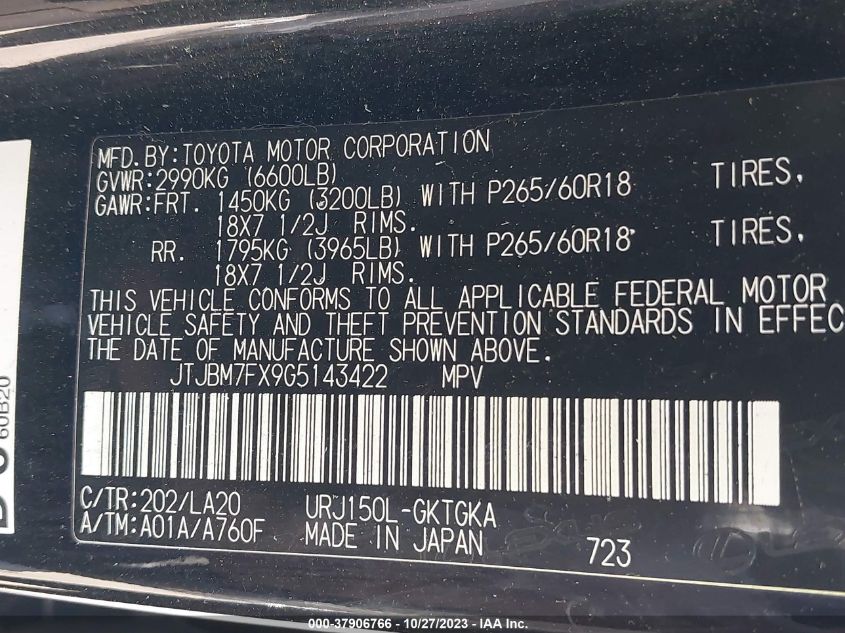 MFD. BY: TOYOTA MOTOR CORPORATION
GVWR: 2990KG (6600LB)
GAWR: FRT. 1450KG (3200LB) WITH P265/60R18 TIRES,
18X7 1/2J RIMS.
RR. 1795KG (3965LB) WITH P265/60R18 TIRES,
18X7 1/2J RIMS.
THIS VEHICLE CONFORMS TO ALL APPLICABLE FEDERAL MOTOR
VEHICLE SAFETY AND THEFT PREVENTION STANDARDS IN EFFEC
THE DATE OF MANUFACTURE SHOWN ABOVE.
JTJBM7FX9G5143422 MPV
C/TR: 202/LA20 URJ150L-GKTGKA
A/TM: A01A/A760F MADE IN JAPAN 723
60B20
000-37906766 - 10/27/2023 - IAA Inc.